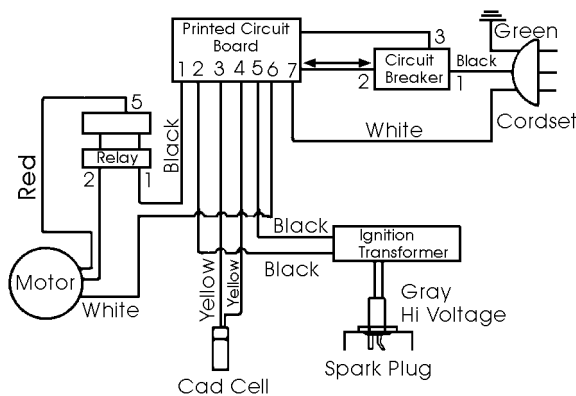 Green
Printed Circuit
Board
3
Circuit
Breaker
Black
1 2 3 4 5 6 7
2
1
Cordset
White
5
Relay
2
1
Black
Red
Black
Ignition
Transformer
Black
Motor
White
Yellow
Yellow
Gray
Hi Voltage
Cad Cell
Spark Plug